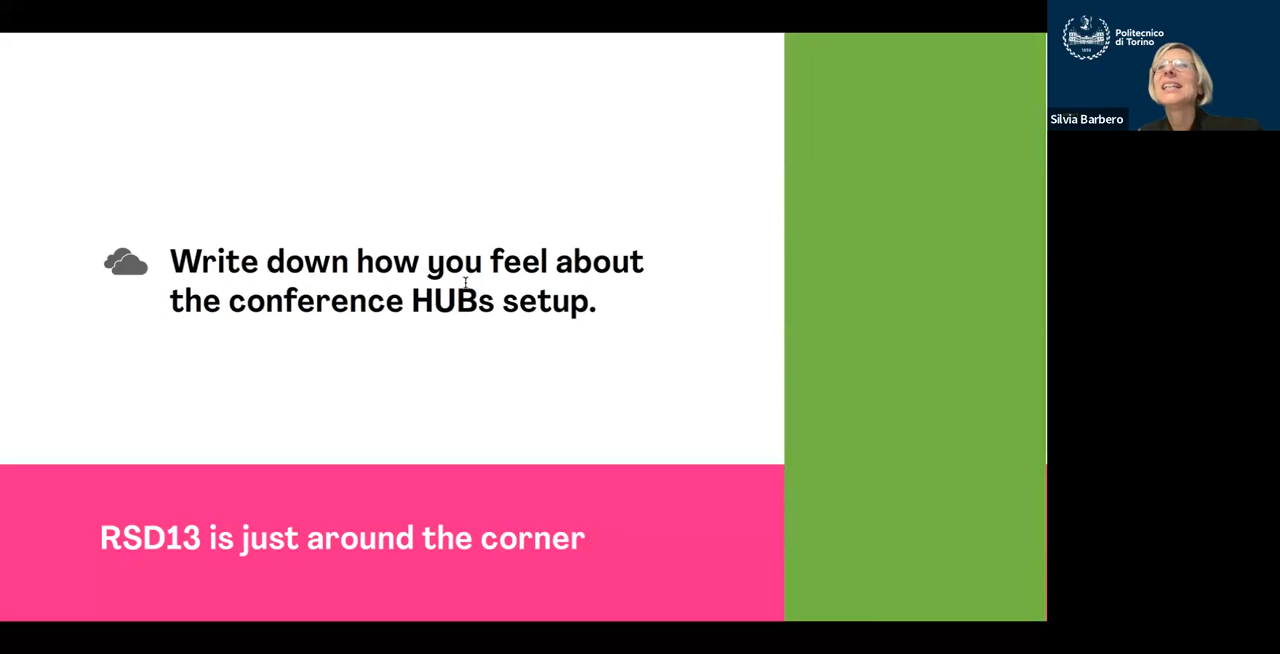 Write down how you feel about
the conference HUBs setup.
RSD13 is just around the corner
Politecnico
di Torino
1859
Silvia Barbero